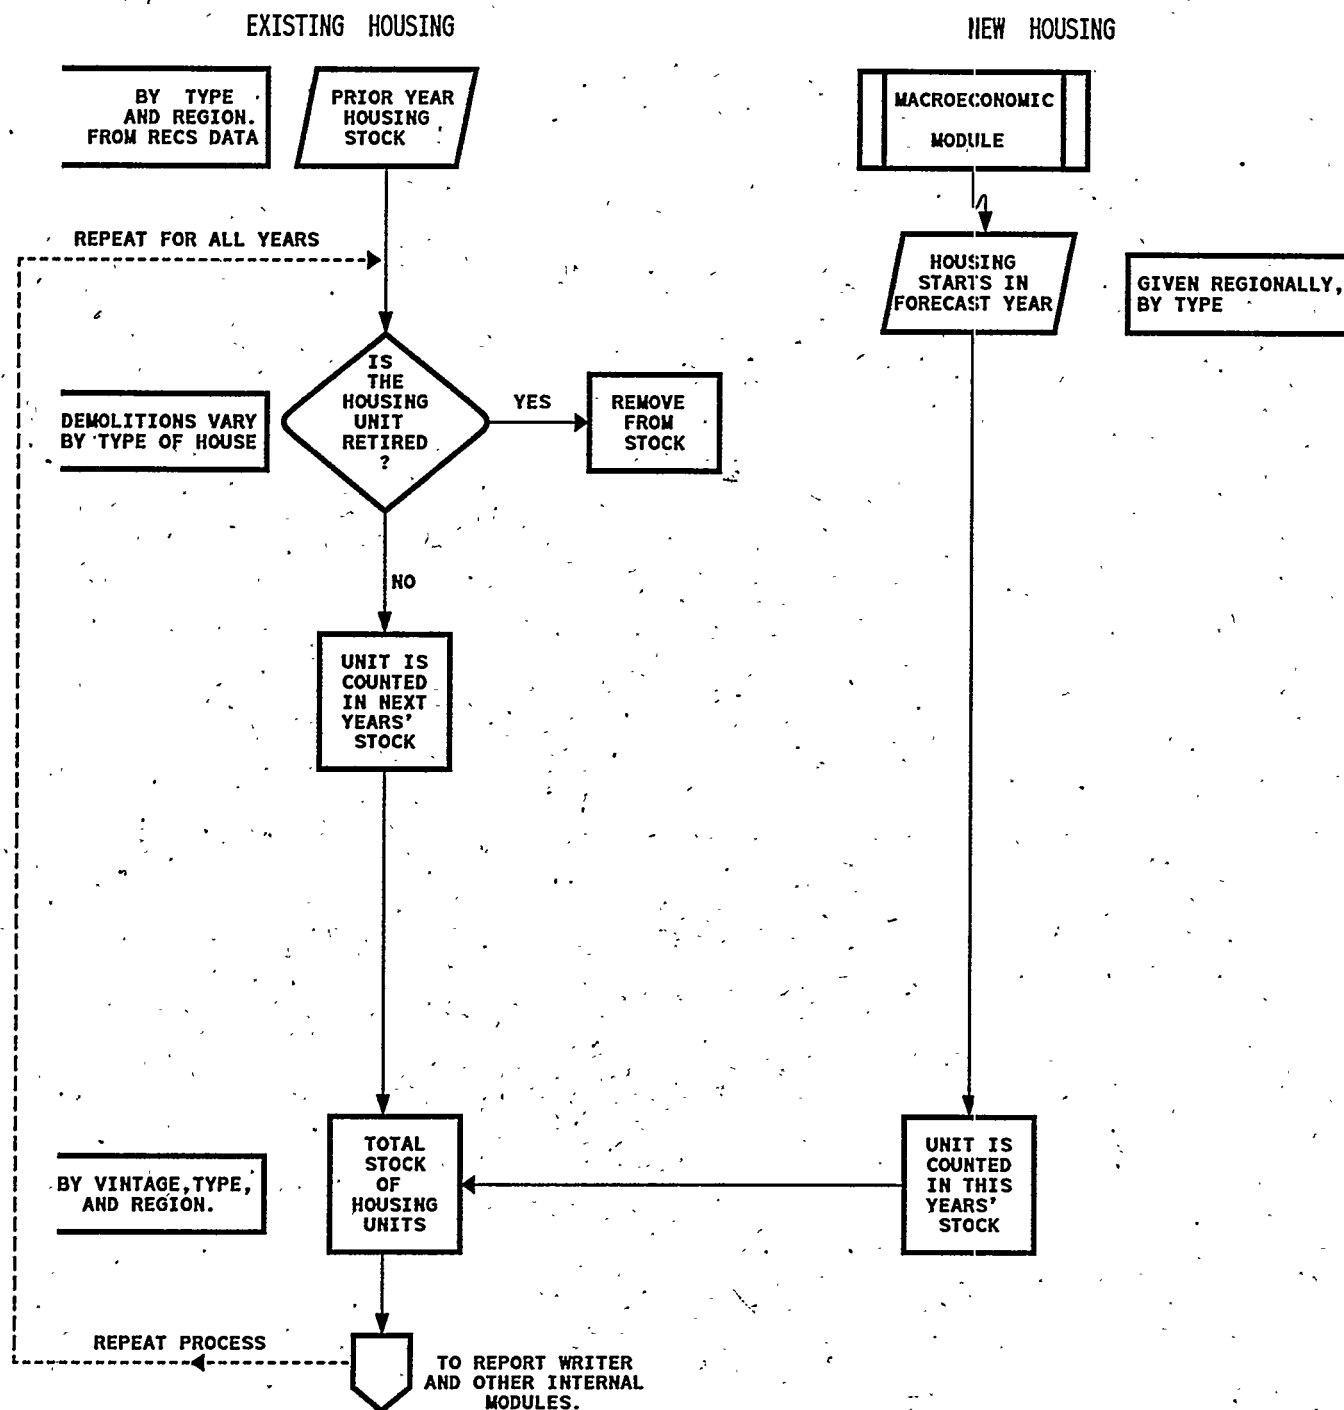 EXISTING HOUSING
NEW HOUSING
BY TYPE
AND REGION.
FROM RECS DATA
PRIOR YEAR
HOUSING
STOCK
MACROECONOMIC
MODULE
REPEAT FOR ALL YEARS
HOUSING
STARTS IN
FORECAST YEAR
GIVEN REGIONALLY,
BY TYPE
DEMOLITIONS VARY
BY TYPE OF HOUSE
IS
THE
HOUSING
UNIT
RETIRED
?
YES
REMOVE
FROM
STOCK
NO
UNIT IS
COUNTED
IN NEXT
YEARS'
STOCK
BY VINTAGE,TYPE,
AND REGION.
TOTAL
STOCK
OF
HOUSING
UNITS
UNIT IS
COUNTED
IN THIS
YEARS'
STOCK
REPEAT PROCESS
TO REPORT WRITER
AND OTHER INTERNAL
MODULES.